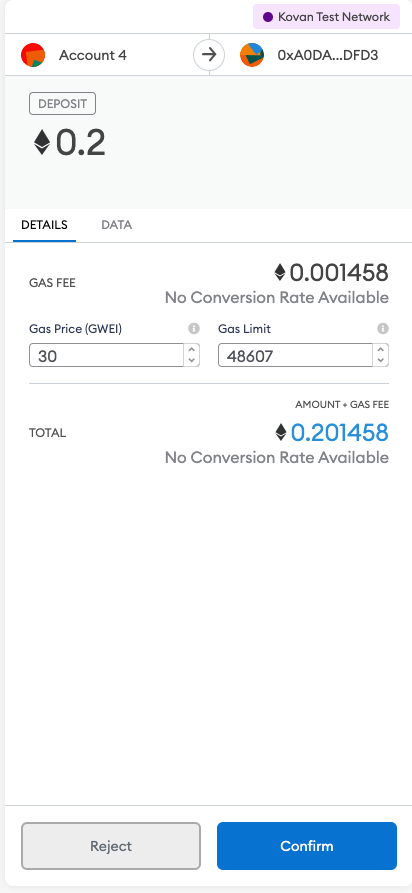 Kovan Test Network
Account 4
0xA0DA...DFD3
DEPOSIT
0.2
DETAILS DATA
GAS FEE
0.001458
No Conversion Rate Available
Gas Price (GWEI) Gas Limit
30 48607
AMOUNT + GAS FEE
TOTAL
0.201458
No Conversion Rate Available
Reject Confirm